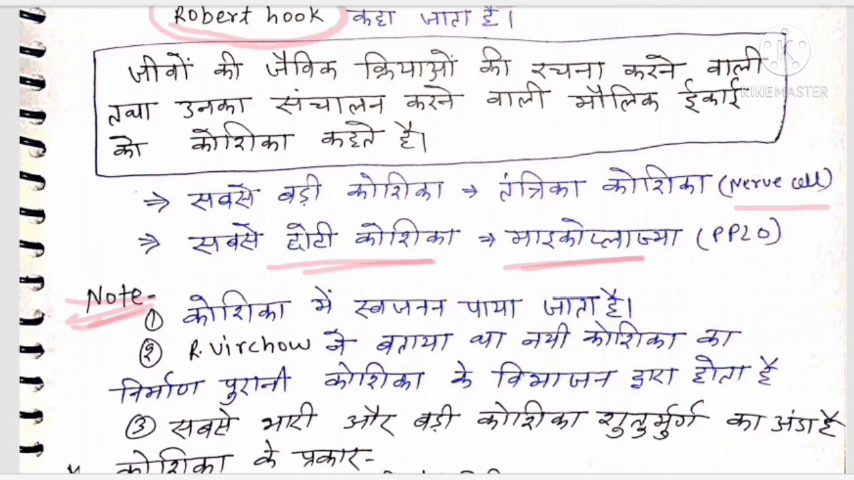 Robert hook कहा जाता है।
जीवों की जैविक क्रियाओं की रचना करने वाली
तथा उनका संचालन करने वाली मौलिक ईकाई
को कोशिका कहते है।
⇒ सबसे बड़ी कोशिका → तंत्रिका कोशिका (Nerve cell)
⇒ सबसे छोटी कोशिका → माइकोप्लाज्मा (PPLO)
Note-
① कोशिका में स्वजनन पाया जाता है।
② R.Virchow ने बताया था नयी कोशिका का
निर्माण पुरानी कोशिका के विभाजन द्वारा होता है
③ सबसे भारी और बड़ी कोशिका शुतुर्मुर्ग का अंडा है
कोशिका के प्रकार-
KINEMASTER